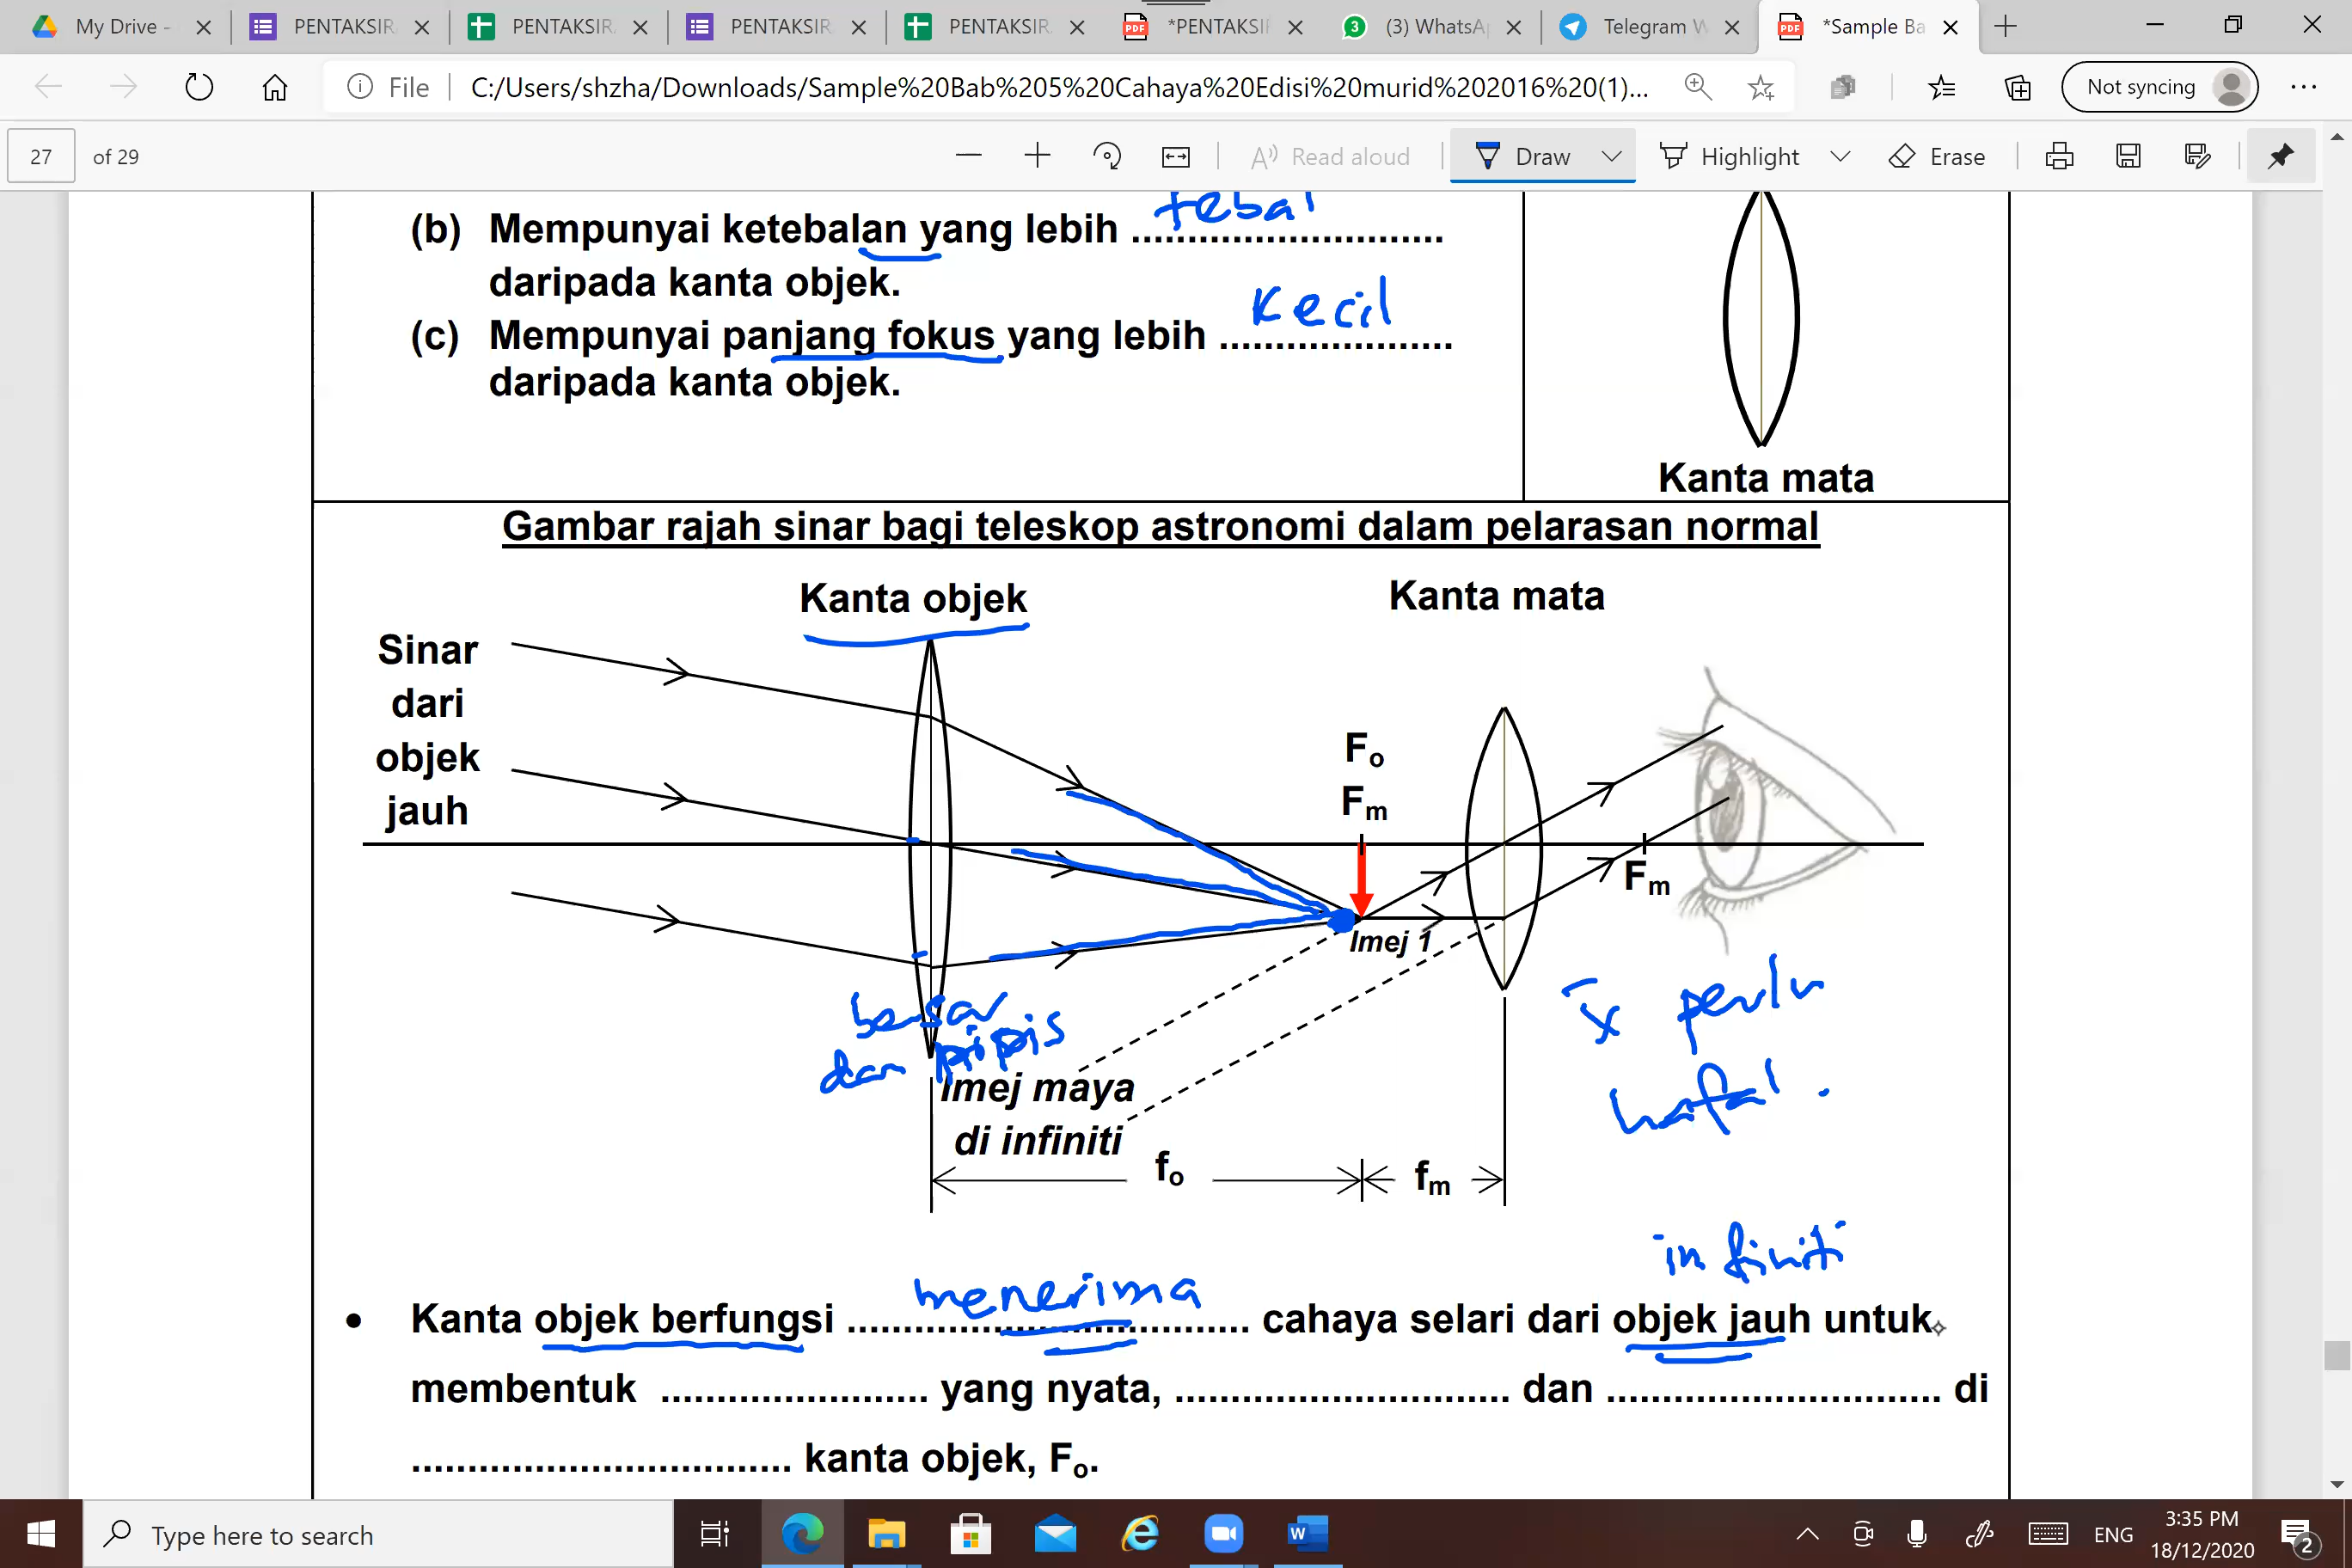 My Drive -
PENTAKSIR
PENTAKSIR
PENTAKSIR
PENTAKSIR
*PENTAKSI
(3) WhatsA
Telegram W
*Sample Ba
File
C:/Users/shzha/Downloads/Sample%20Bab%205%20Cahaya%20Edisi%20murid%202016%20(1)...
Not syncing
27 of 29
Read aloud
Draw
Highlight
Erase
tebal
(b) Mempunyai ketebalan yang lebih ............................
daripada kanta objek.
Kecil
(c) Mempunyai panjang fokus yang lebih .....................
daripada kanta objek.
Kanta mata
Gambar rajah sinar bagi teleskop astronomi dalam pelarasan normal
Kanta objek
Kanta mata
Sinar
dari
objek
jauh
Fo
Fm
Fm
Imej 1
besar
dan pipis
x perlu
hafal.
Imej maya
di infiniti
fo
fm
infiniti
menerima
Kanta objek berfungsi .................................... cahaya selari dari objek jauh untuk
membentuk ........................ yang nyata, .............................. dan .............................. di
.................................. kanta objek, Fo.
Type here to search
ENG
3:35 PM
18/12/2020
2